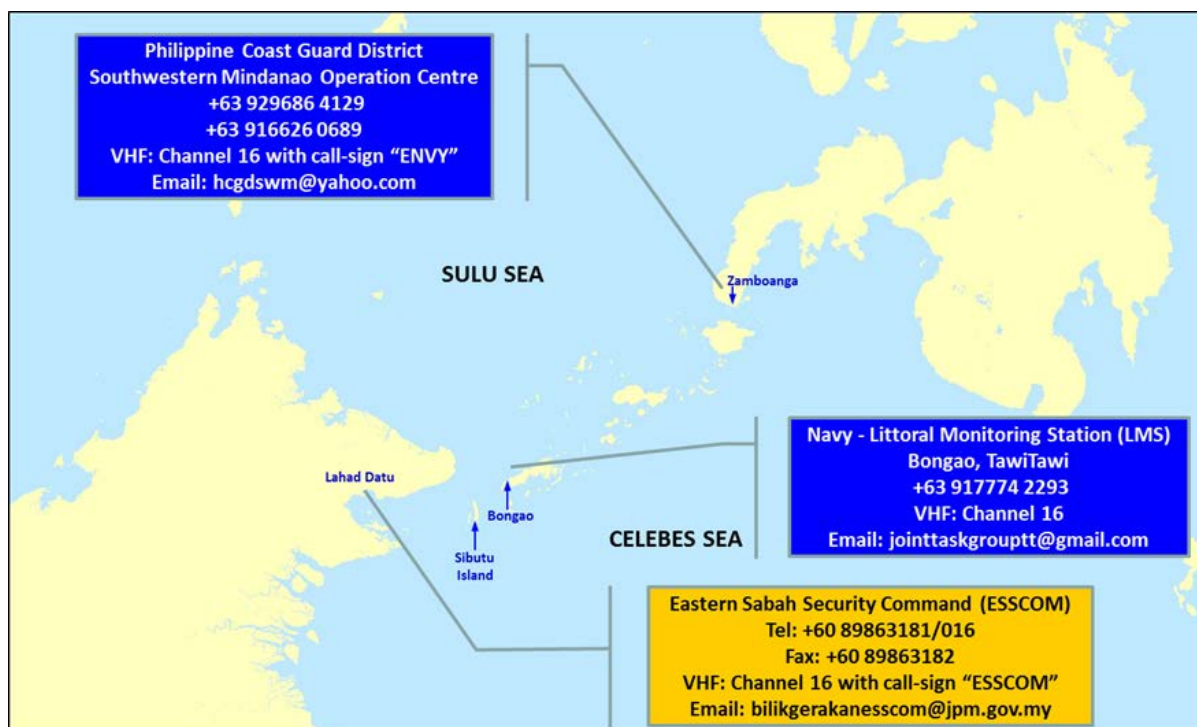 Philippine Coast Guard District
Southwestern Mindanao Operation Centre
+63 929686 4129
+63 916626 0689
VHF: Channel 16 with call-sign “ENVY”
Email: hcgdswm@yahoo.com
SULU SEA
Zamboanga
Navy - Littoral Monitoring Station (LMS)
Bongao, TawiTawi
+63 917774 2293
VHF: Channel 16
Email: jointtaskgrouptt@gmail.com
Lahad Datu
Bongao
CELEBES SEA
Sibutu
Island
Eastern Sabah Security Command (ESSCOM)
Tel: +60 89863181/016
Fax: +60 89863182
VHF: Channel 16 with call-sign “ESSCOM”
Email: bilikgerakanesscom@jpm.gov.my